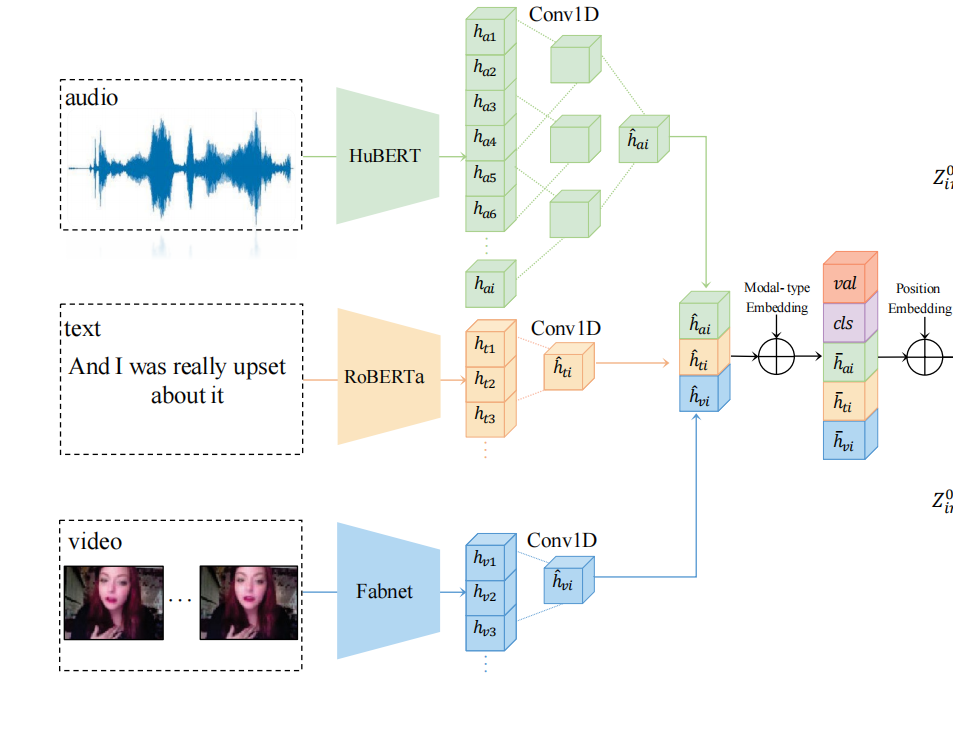 Conv1D
h_a1
h_a2
h_a3
h_a4
h_a5
h_a6
⋮
h_ai
ĥ_ai
audio
HuBERT
text
And I was really upset
about it
RoBERTa
h_t1
h_t2
h_t3
⋮
Conv1D
ĥ_ti
video
...
Fabnet
h_v1
h_v2
h_v3
⋮
Conv1D
ĥ_vi
ĥ_ai
ĥ_ti
ĥ_vi
Modal-type
Embedding
val
cls
h̄_ai
h̄_ti
h̄_vi
Position
Embedding